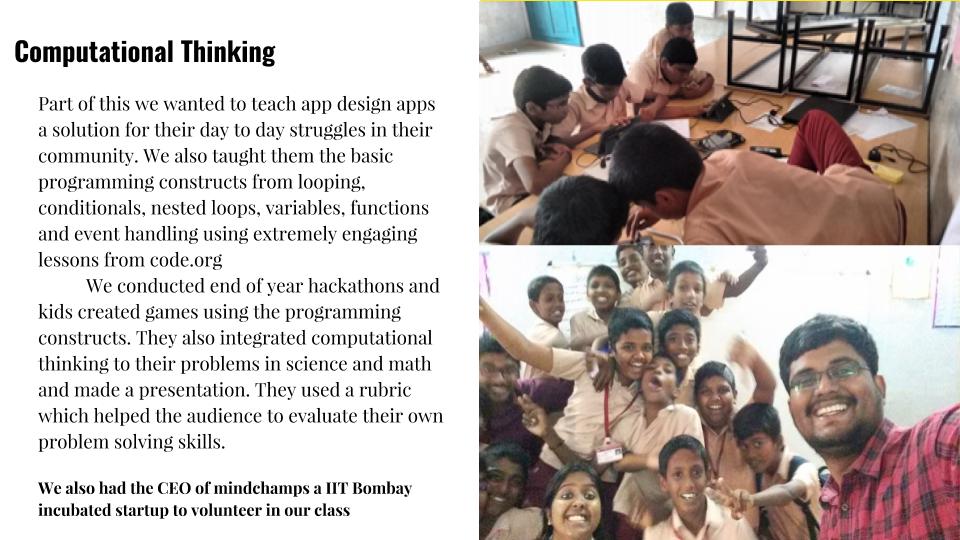 Computational Thinking
Part of this we wanted to teach app design apps
a solution for their day to day struggles in their
community. We also taught them the basic
programming constructs from looping,
conditionals, nested loops, variables, functions
and event handling using extremely engaging
lessons from code.org
We conducted end of year hackathons and
kids created games using the programming
constructs. They also integrated computational
thinking to their problems in science and math
and made a presentation. They used a rubric
which helped the audience to evaluate their own
problem solving skills.
We also had the CEO of mindchamps a IIT Bombay
incubated startup to volunteer in our class